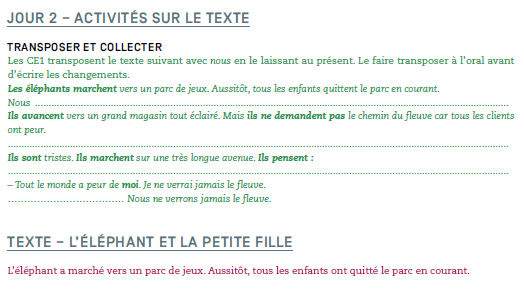 JOUR 2 – ACTIVITÉS SUR LE TEXTE
TRANSPOSER ET COLLECTER
Les CE1 transposent le texte suivant avec nous en le laissant au présent. Le faire transposer à l'oral avant
d'écrire les changements.
Les éléphants marchent vers un parc de jeux. Aussitôt, tous les enfants quittent le parc en courant.
Nous ................................................................................
Ils avancent vers un grand magasin tout éclairé. Mais ils ne demandent pas le chemin du fleuve car tous les clients
ont peur.
................................................................................
Ils sont tristes. Ils marchent sur une très longue avenue. Ils pensent :
................................................................................
– Tout le monde a peur de moi. Je ne verrai jamais le fleuve.
................................... Nous ne verrons jamais le fleuve.
TEXTE – L'ÉLÉPHANT ET LA PETITE FILLE
L'éléphant a marché vers un parc de jeux. Aussitôt, tous les enfants ont quitté le parc en courant.